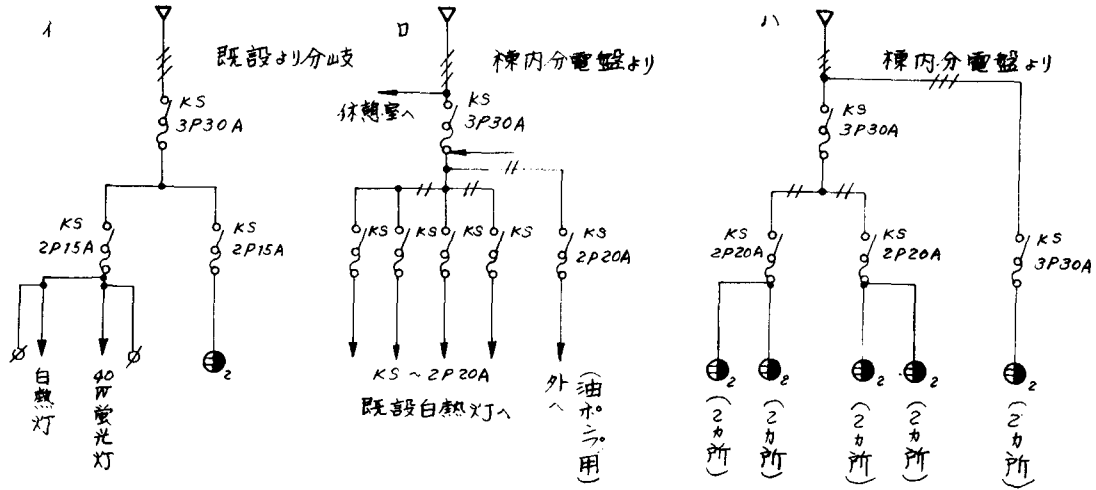 イ
既設より分岐
KS
3P30A
KS
2P15A
KS
2P15A
2
白熱灯
40W蛍光灯
ロ
棟内分電盤より
休憩室へ
KS
3P30A
KS
KS
KS
KS
KS
2P20A
KS～2P20A
既設白熱灯へ
外へ
(油ポンプ用)
ハ
棟内分電盤より
KS
3P30A
KS
2P20A
KS
2P20A
KS
3P30A
2
2
2
2
2
(2カ所)
(2カ所)
(2カ所)
(2カ所)
(2カ所)